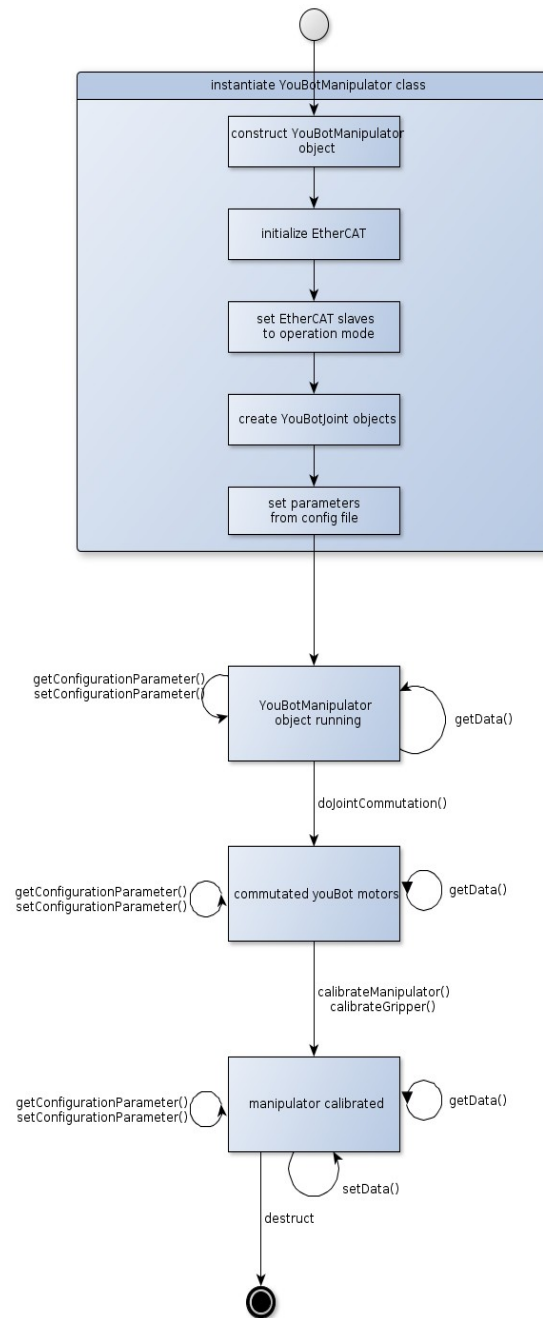 instantiate YouBotManipulator class
construct YouBotManipulator
object
initialize EtherCAT
set EtherCAT slaves
to operation mode
create YouBotJoint objects
set parameters
from config file
getConfigurationParameter()
setConfigurationParameter()
YouBotManipulator
object running
getData()
doJointCommutation()
getConfigurationParameter()
setConfigurationParameter()
commutated youBot motors
getData()
calibrateManipulator()
calibrateGripper()
getConfigurationParameter()
setConfigurationParameter()
manipulator calibrated
getData()
setData()
destruct